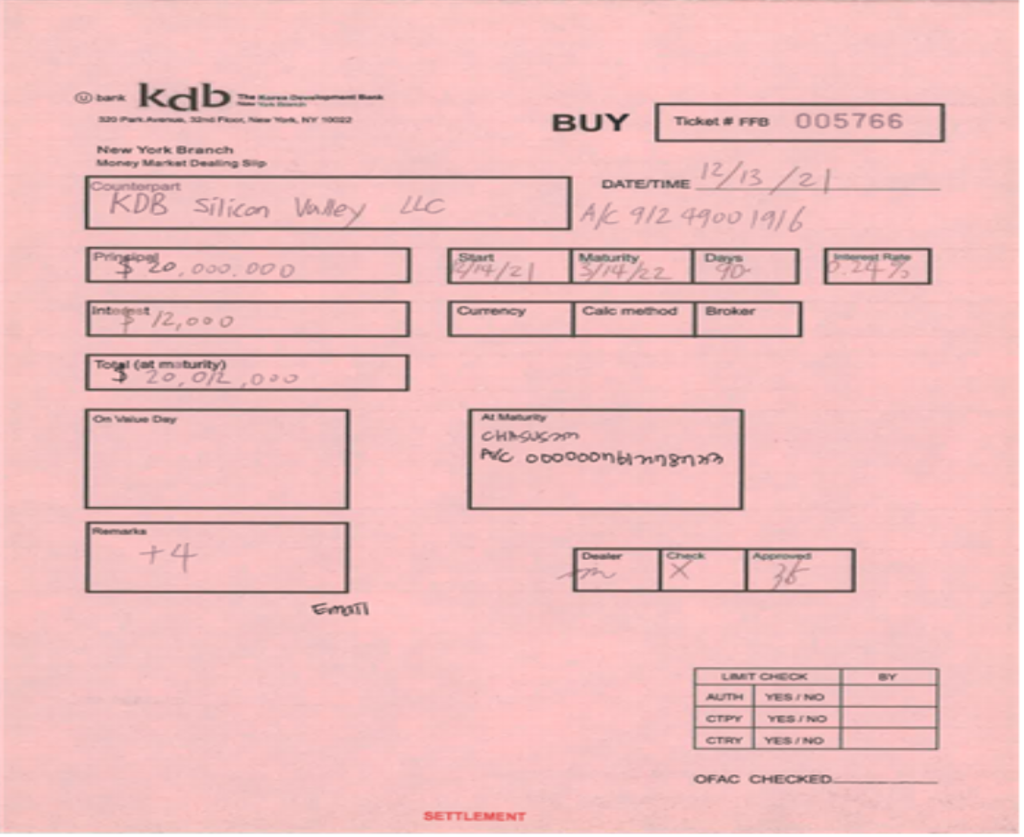 bank kdb The Korea Development Bank
New York Branch
320 Park Avenue, 32nd Floor, New York, NY 10022
BUY
Ticket # FFB 005766
New York Branch
Money Market Dealing Slip
DATE/TIME 12/13/21
Counterpart
KDB Silicon Valley LLC
A/C 912 4900 1916
Principal
$ 20,000,000
Start
12/14/21
Maturity
3/14/22
Days
90
Interest Rate
0.24%
Interest
$ 12,000
Currency
Calc method
Broker
Total (at maturity)
$ 20,012,000
On Value Day
At Maturity
A/C
Remarks
+4
Dealer
Check
X
Approved
Email
LIMIT CHECK BY
AUTH YES / NO
CTPY YES / NO
CTRY YES / NO
OFAC CHECKED
SETTLEMENT